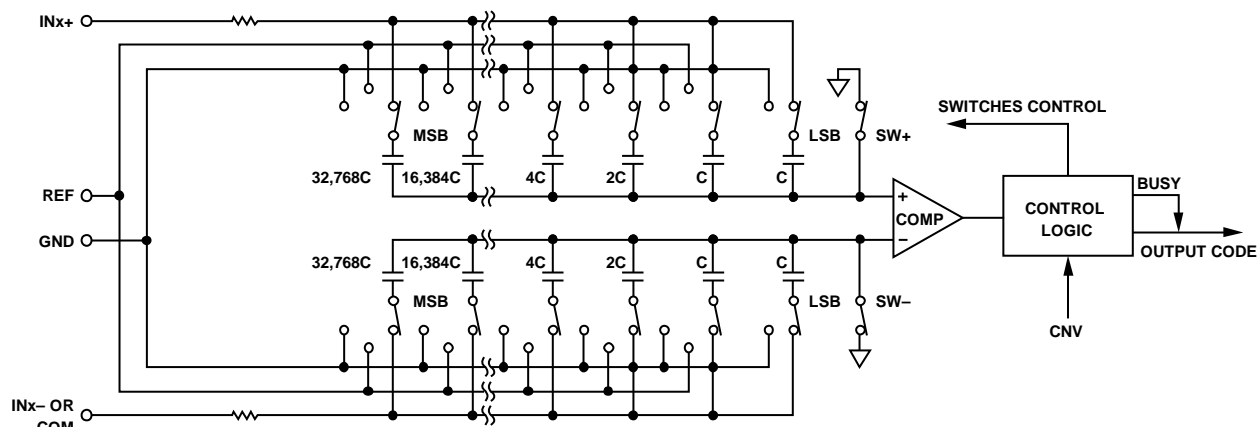 INx+
MSB
LSB
SW+
SWITCHES CONTROL
32,768C
16,384C
4C
2C
C
C
REF
GND
+
COMP
–
CONTROL
LOGIC
BUSY
OUTPUT CODE
CNV
32,768C
16,384C
4C
2C
C
C
MSB
LSB
SW–
INx– OR
COM